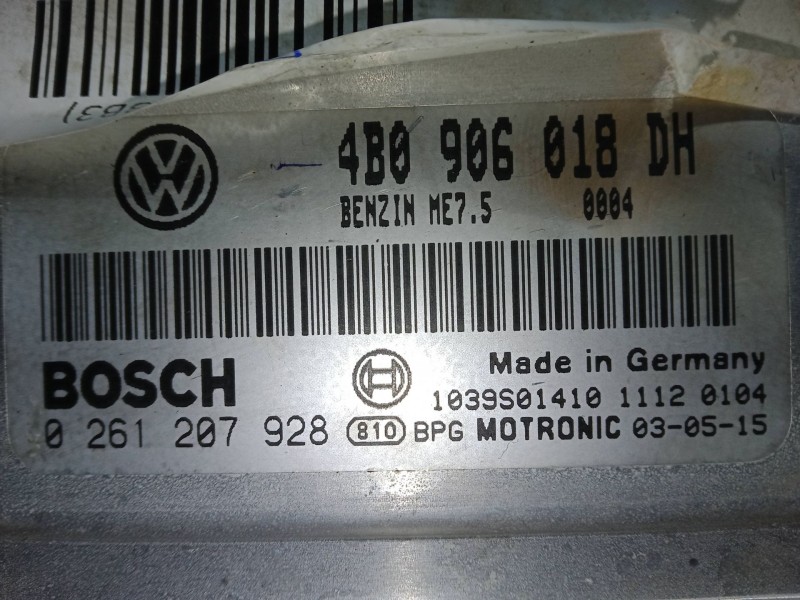 4B0 906 018 DH
BENZIN ME7.5 0004
BOSCH Made in Germany
1039S01410 1112 0104
0 261 207 928 810 BPG MOTRONIC 03-05-15